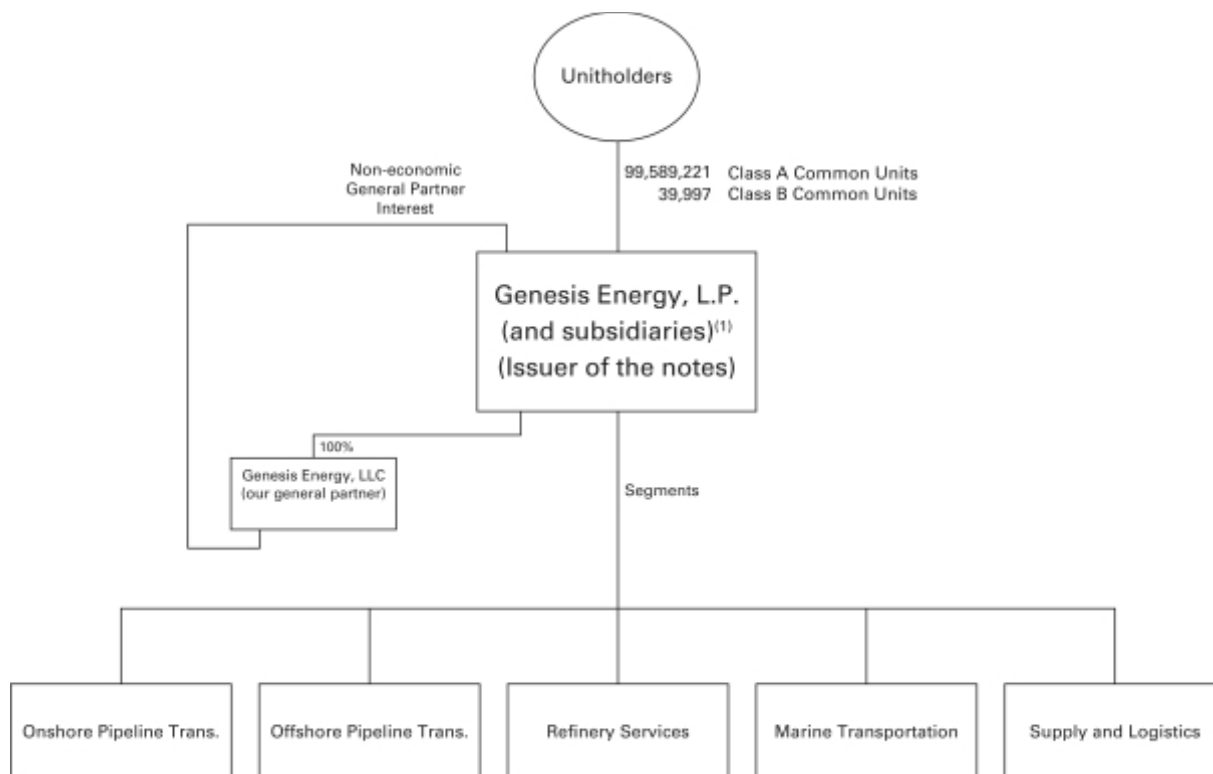 Unitholders
Non-economic
General Partner
Interest
99,589,221 Class A Common Units
39,997 Class B Common Units
Genesis Energy, L.P.
(and subsidiaries)(1)
(Issuer of the notes)
100%
Genesis Energy, LLC
(our general partner)
Segments
Onshore Pipeline Trans.
Offshore Pipeline Trans.
Refinery Services
Marine Transportation
Supply and Logistics